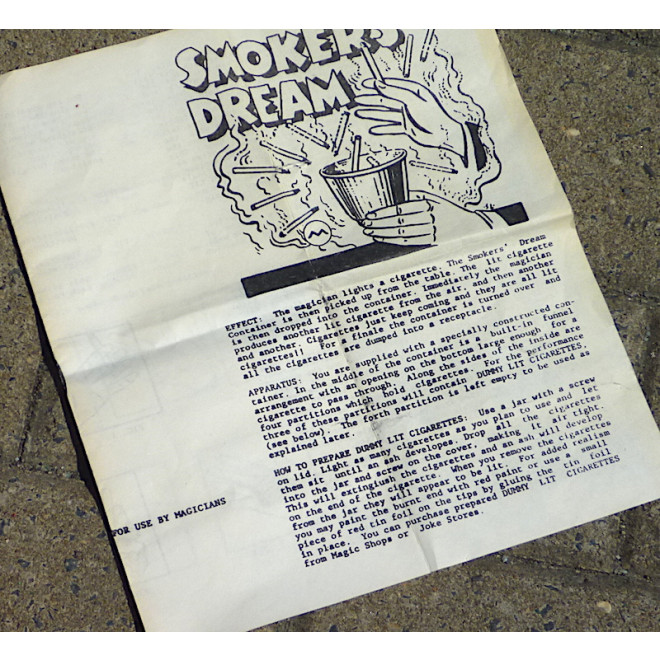 SMOKERS
DREAM
M
EFFECT: The magician lights a cigarette. The Smokers' Dream
container is then picked up from the table. The lit cigarette
is then dropped into the container. Immediately the magician
produces another lit cigarette from the air, and then another
and another. Cigarettes just keep coming and they are all lit
cigarettes!! For a finale the container is turned over and
all the cigarettes are dumped into a receptacle.
APPARATUS: You are supplied with a specially constructed con-
tainer. In the middle of the container is a built-in funnel
arrangement with an opening on the bottom large enough for a
cigarette to pass through. Along the sides of the inside are
four partitions which hold cigarettes. For the performance
three of these partitions will contain DUMMY LIT CIGARETTES.
(see below). The forth partition is left empty to be used as
explained later.
HOW TO PREPARE DUMMY LIT CIGARETTES: Use a jar with a screw
on lid. Light as many cigarettes as you plan to use and let
them sit until an ash developes. Drop all the cigarettes
into the jar and screw on the cover, making it air tight.
This will extingiush the cigarettes and an ash will develop
on the end of the cigarette. When you remove the cigarettes
from the jar they will appear to be lit. For added realism
you may paint the burnt end with red paint or use a small
piece of red tin foil on the tips by gluing the tin foil
in place. You can purchase prepared DUMMY LIT CIGARETTES
from Magic Shops or Joke Stores.
FOR USE BY MAGICIANS